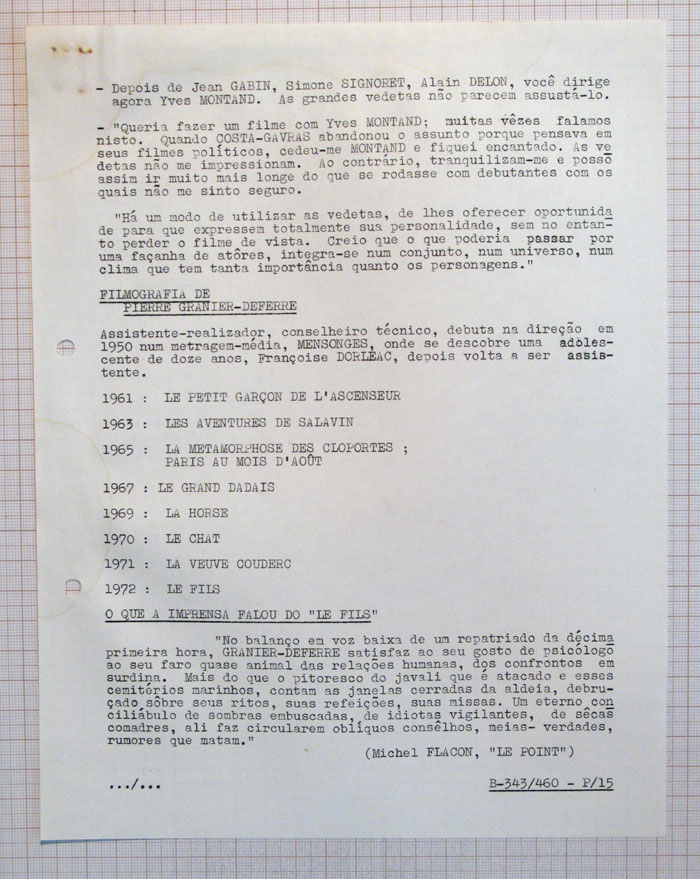 - Depois de Jean GABIN, Simone SIGNORET, Alain DELON, você dirige
agora Yves MONTAND. As grandes vedetas não parecem assustá-lo.
- "Queria fazer um filme com Yves MONTAND; muitas vêzes falamos
nisto. Quando COSTA-GAVRAS abandonou o assunto porque pensava em
seus filmes políticos, cedeu-me MONTAND e fiquei encantado. As ve
detas não me impressionam. Ao contrário, tranquilizam-me e posso
assim ir muito mais longe do que se rodasse com debutantes com os
quais não me sinto seguro.
"Há um modo de utilizar as vedetas, de lhes oferecer oportunida
de para que expressem totalmente sua personalidade, sem no entan-
to perder o filme de vista. Creio que o que poderia passar por
uma façanha de atôres, integra-se num conjunto, num universo, num
clima que tem tanta importância quanto os personagens."
FILMOGRAFIA DE
PIERRE GRANIER-DEFERRE
Assistente-realizador, conselheiro técnico, debuta na direção em
1950 num metragem-média, MENSONGES, onde se descobre uma adoles-
cente de doze anos, Françoise DORLEAC, depois volta a ser assis-
tente.
1961 : LE PETIT GARÇON DE L'ASCENSEUR
1963 : LES AVENTURES DE SALAVIN
1965 : LA METAMORPHOSE DES CLOPORTES ;
PARIS AU MOIS D'AOÛT
1967 : LE GRAND DADAIS
1969 : LA HORSE
1970 : LE CHAT
1971 : LA VEUVE COUDERC
1972 : LE FILS
O QUE A IMPRENSA FALOU DO "LE FILS"
"No balanço em voz baixa de um repatriado da décima
primeira hora, GRANIER-DEFERRE satisfaz ao seu gosto de psicólogo
ao seu faro quase animal das relações humanas, dos confrontos em
surdina. Mais do que o pitoresco do javali que é atacado e esses
cemitérios marinhos, contam as janelas cerradas da aldeia, debru-
çado sôbre seus ritos, suas refeições, suas missas. Um eterno con
ciliábulo de sombras embuscadas, de idiotas vigilantes, de sêcas
comadres, ali faz circularem oblíquos consêlhos, meias- verdades,
rumores que matam."
(Michel FLACON, "LE POINT")
.../... B-343/460 - P/15